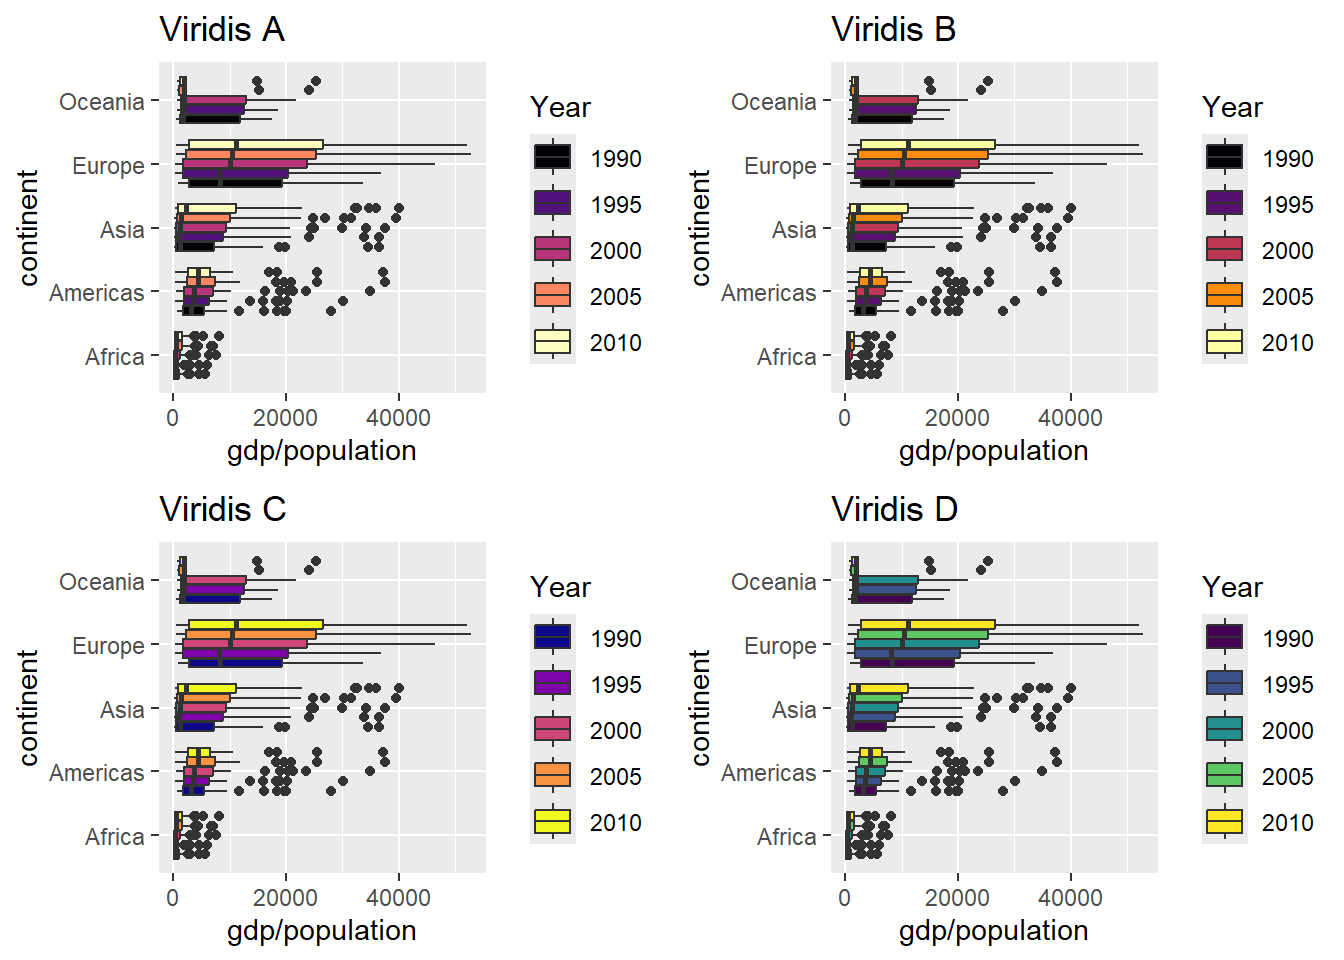 Viridis A
Oceania
Europe
Asia
Americas
Africa
continent
0 20000 40000
gdp/population
Year
1990
1995
2000
2005
2010
Viridis B
Oceania
Europe
Asia
Americas
Africa
continent
0 20000 40000
gdp/population
Year
1990
1995
2000
2005
2010
Viridis C
Oceania
Europe
Asia
Americas
Africa
continent
0 20000 40000
gdp/population
Year
1990
1995
2000
2005
2010
Viridis D
Oceania
Europe
Asia
Americas
Africa
continent
0 20000 40000
gdp/population
Year
1990
1995
2000
2005
2010